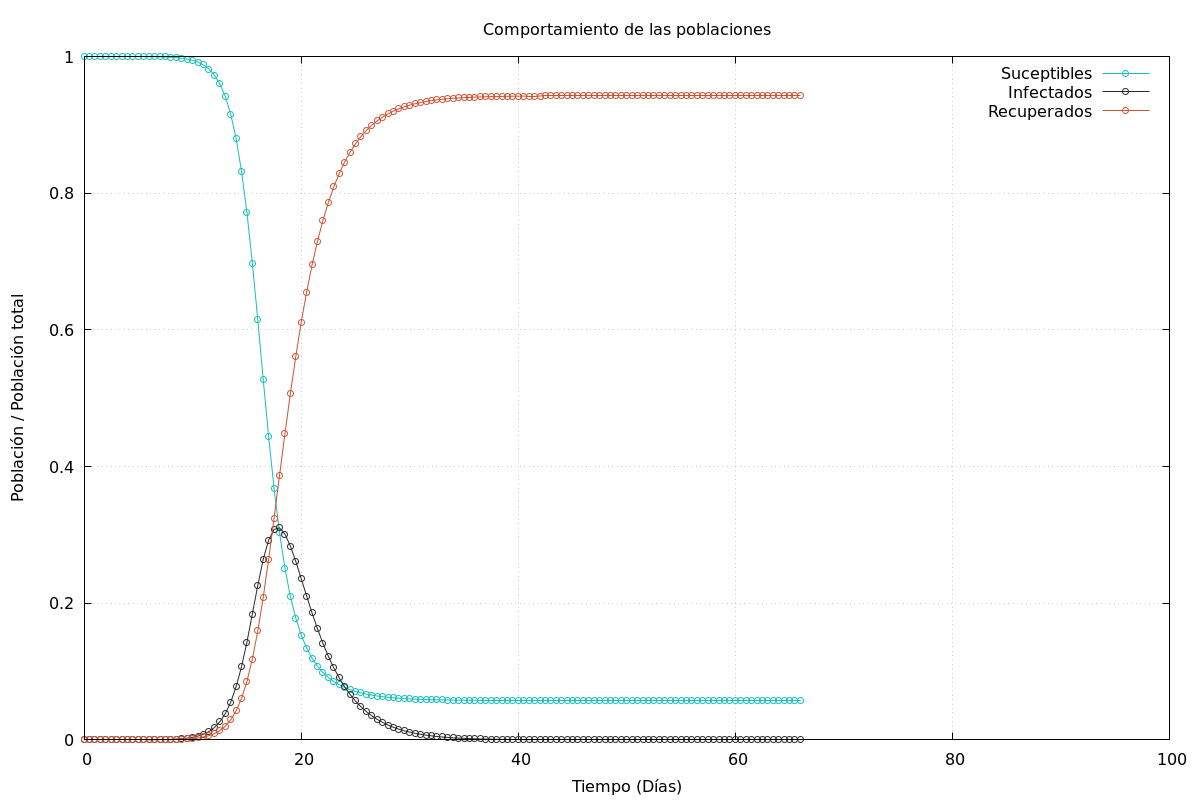 Comportamiento de las poblaciones
Suceptibles
Infectados
Recuperados
Población / Población total
1
0.8
0.6
0.4
0.2
0
0 20 40 60 80 100
Tiempo (Días)